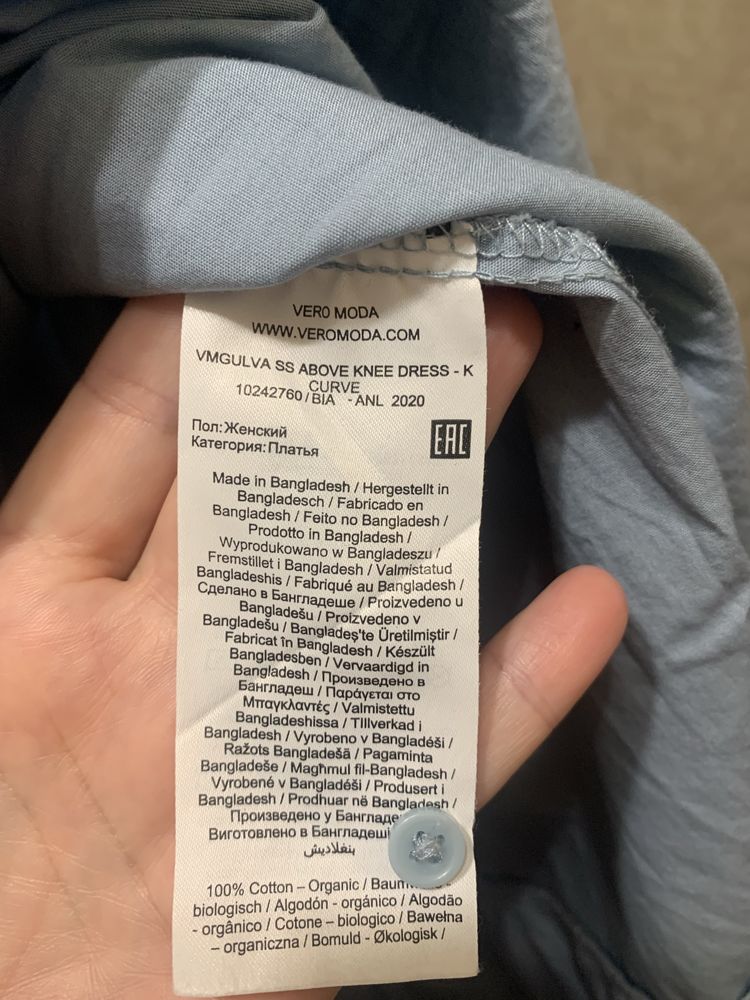 VERO MODA
WWW.VEROMODA.COM
VMGULVA SS ABOVE KNEE DRESS - K
CURVE
10242760/BIA -ANL 2020
Пол:Женский
Категория:Платья
EAC
Made in Bangladesh / Hergestellt in
Bangladesch / Fabricado en
Bangladesh / Feito no Bangladesh /
Prodotto in Bangladesh /
Wyprodukowano w Bangladeszu /
Fremstillet i Bangladesh / Valmistatud
Bangladeshis / Fabriqué au Bangladesh /
Сделано в Бангладеше / Proizvedeno u
Bangladešu / Proizvedeno v
Bangladešu / Bangladeş'te Üretilmiştir /
Fabricat în Bangladesh / Készült
Bangladesben / Vervaardigd in
Bangladesh / Произведено в
Бангладеш / Παράγεται στο
Μπαγκλαντές / Valmistettu
Bangladeshissa / Tillverkad i
Bangladesh / Vyrobeno v Bangladéši /
Ražots Bangladešā / Pagaminta
Bangladeše / Magħmul fil-Bangladesh /
Vyrobené v Bangladéši / Produsert i
Bangladesh / Prodhuar në Bangladesh /
Произведено у
Виготовлено в Бангладеші
بنغلاديش
100% Cotton – Organic /
biologisch / Algodón - orgánico / Algodão
- orgânico / Cotone – biologico / Bawełna
– organiczna / Bomuld - Økologisk /